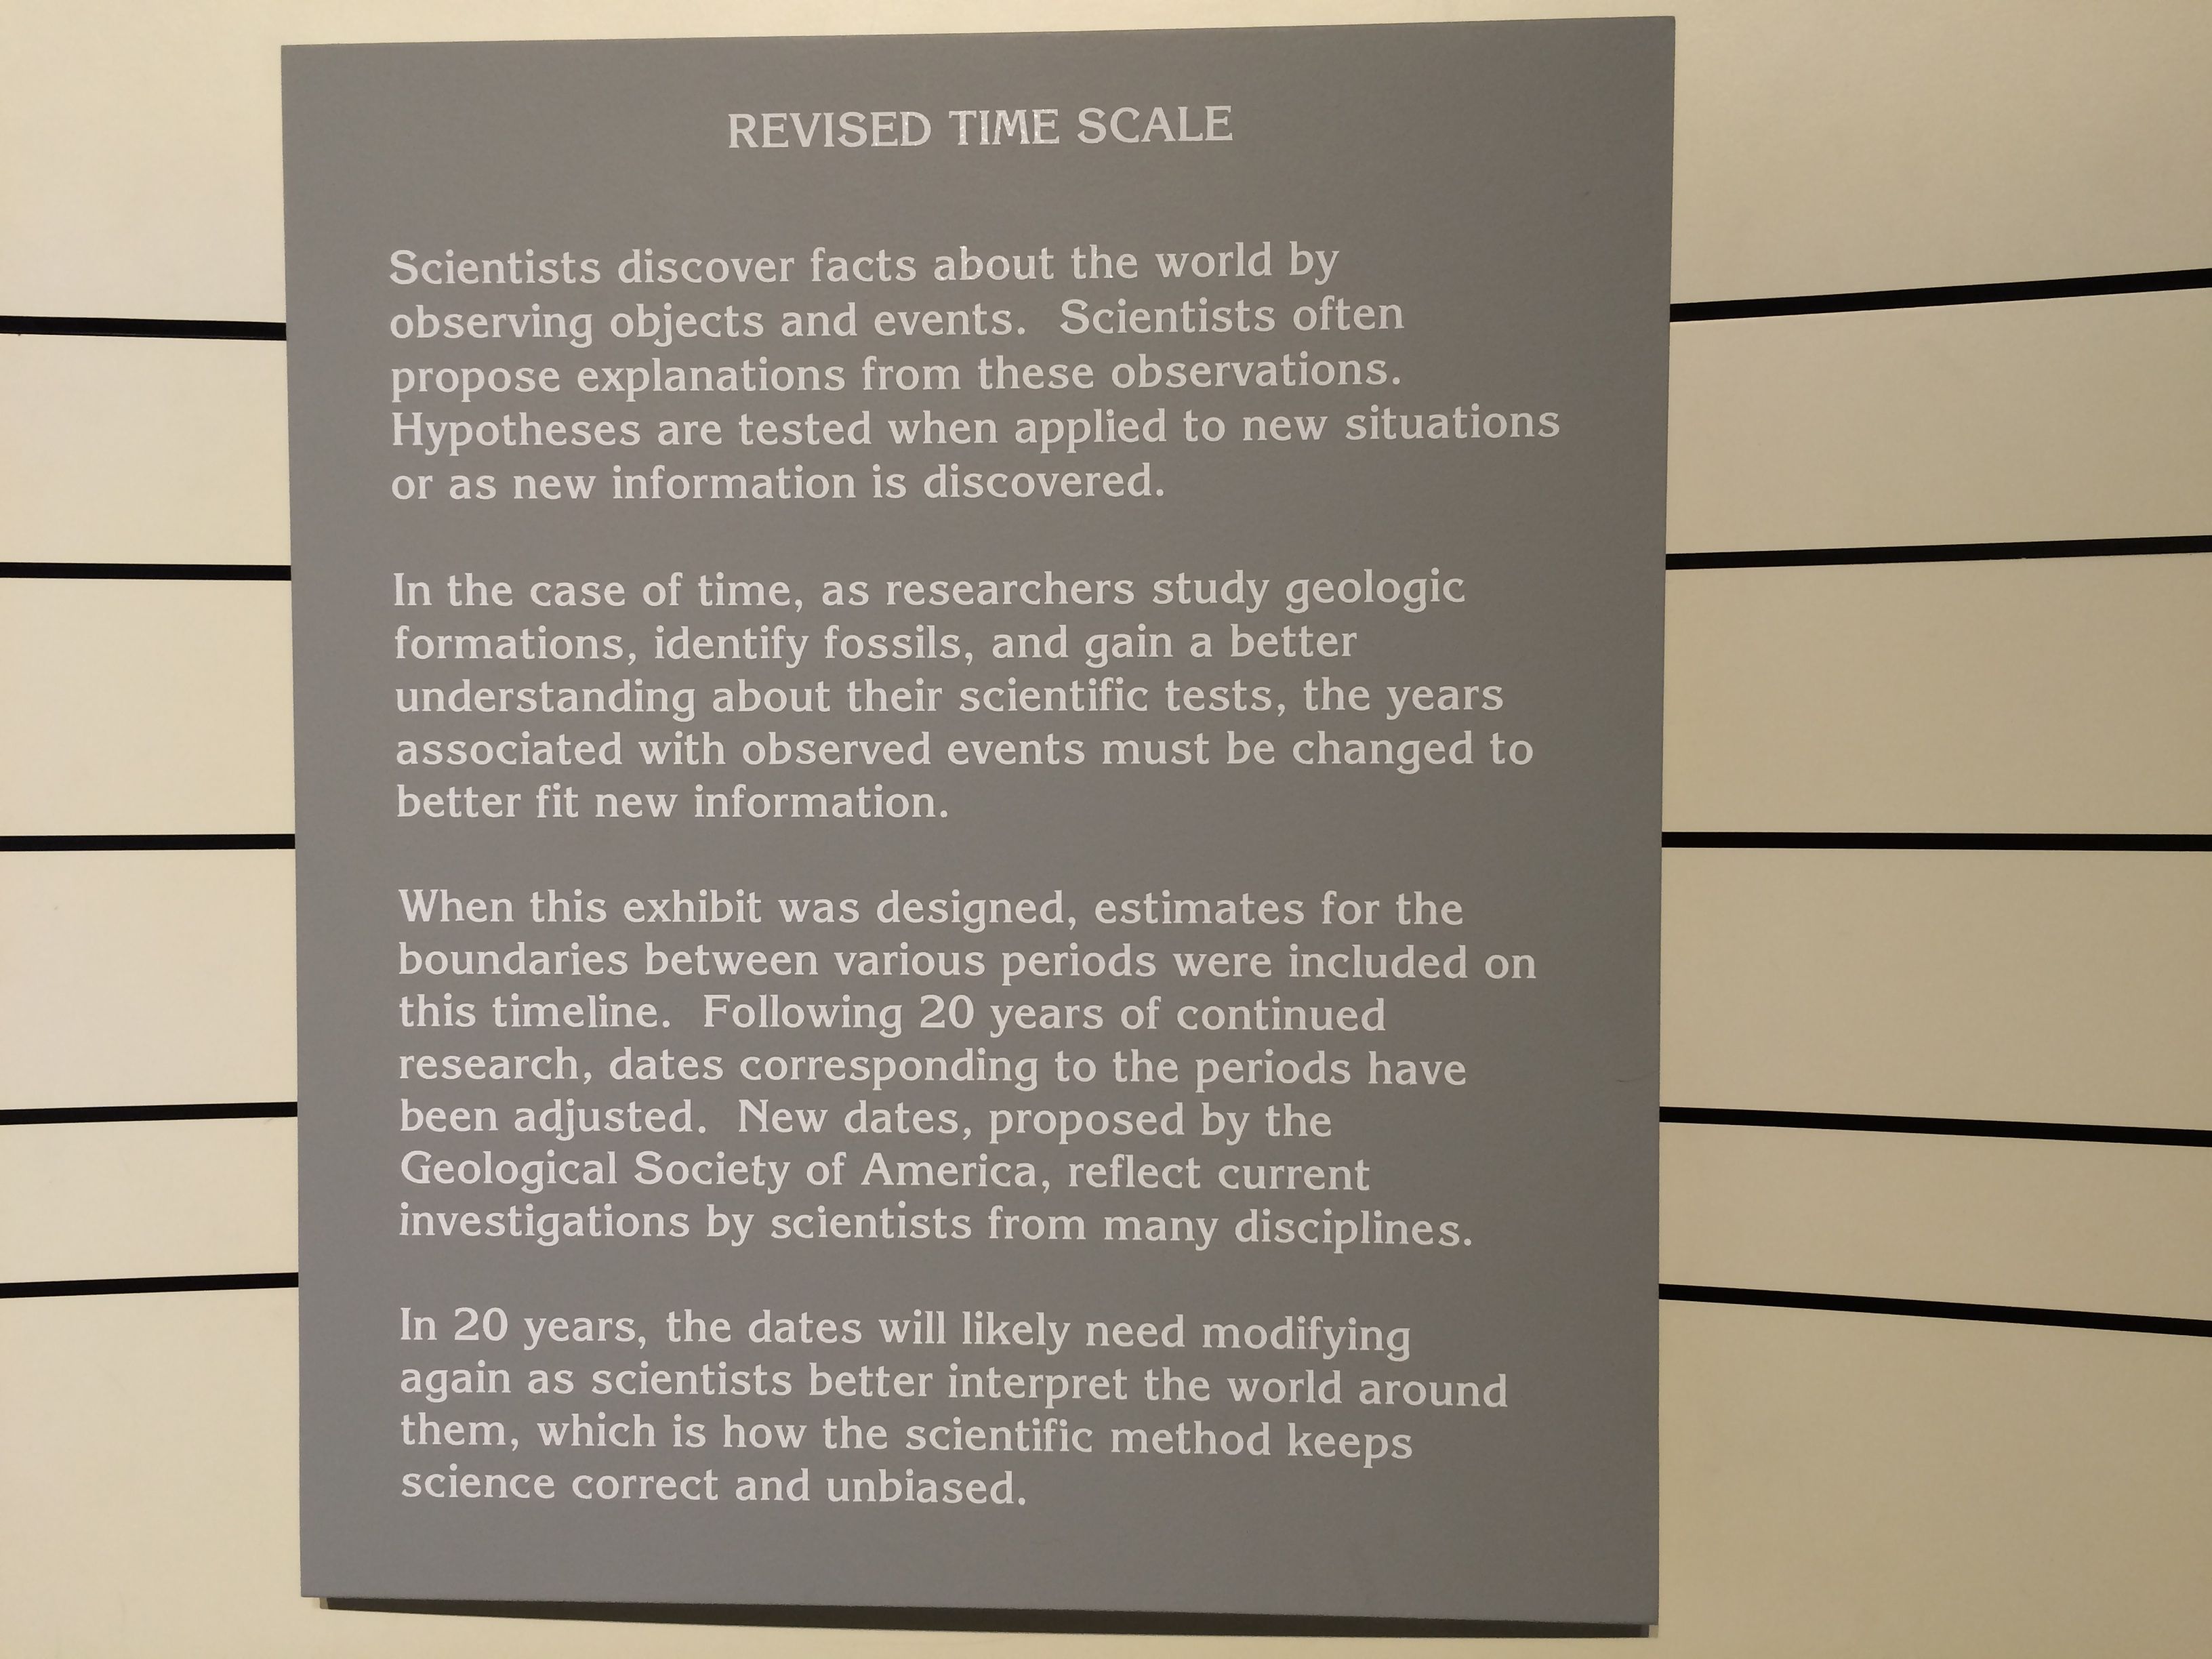 REVISED TIME SCALE
Scientists discover facts about the world by
observing objects and events.  Scientists often
propose explanations from these observations.
Hypotheses are tested when applied to new situations
or as new information is discovered.
In the case of time, as researchers study geologic
formations, identify fossils, and gain a better
understanding about their scientific tests, the years
associated with observed events must be changed to
better fit new information.
When this exhibit was designed, estimates for the
boundaries between various periods were included on
this timeline.  Following 20 years of continued
research, dates corresponding to the periods have
been adjusted.  New dates, proposed by the
Geological Society of America, reflect current
investigations by scientists from many disciplines.
In 20 years, the dates will likely need modifying
again as scientists better interpret the world around
them, which is how the scientific method keeps
science correct and unbiased.